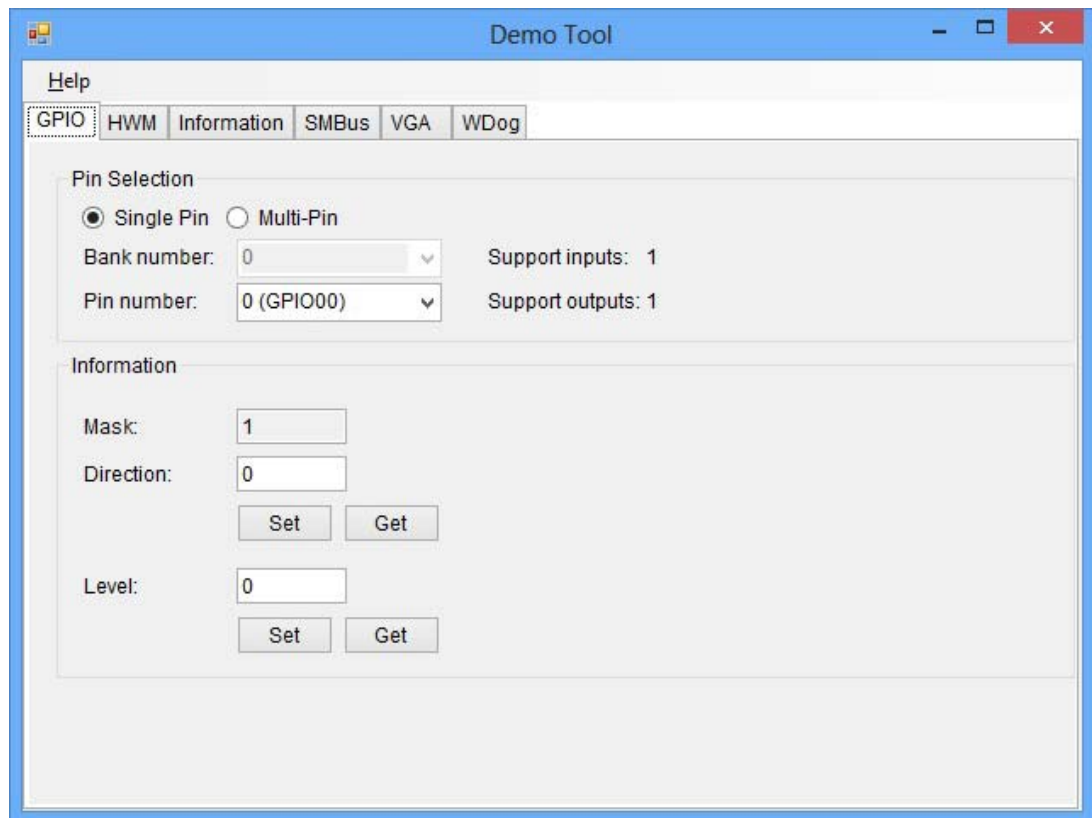 Demo Tool
Help
GPIO HWM Information SMBus VGA WDog
Pin Selection
Single Pin Multi-Pin
Bank number: 0 Support inputs: 1
Pin number: 0 (GPIO00) Support outputs: 1
Information
Mask: 1
Direction: 0
Set Get
Level: 0
Set Get